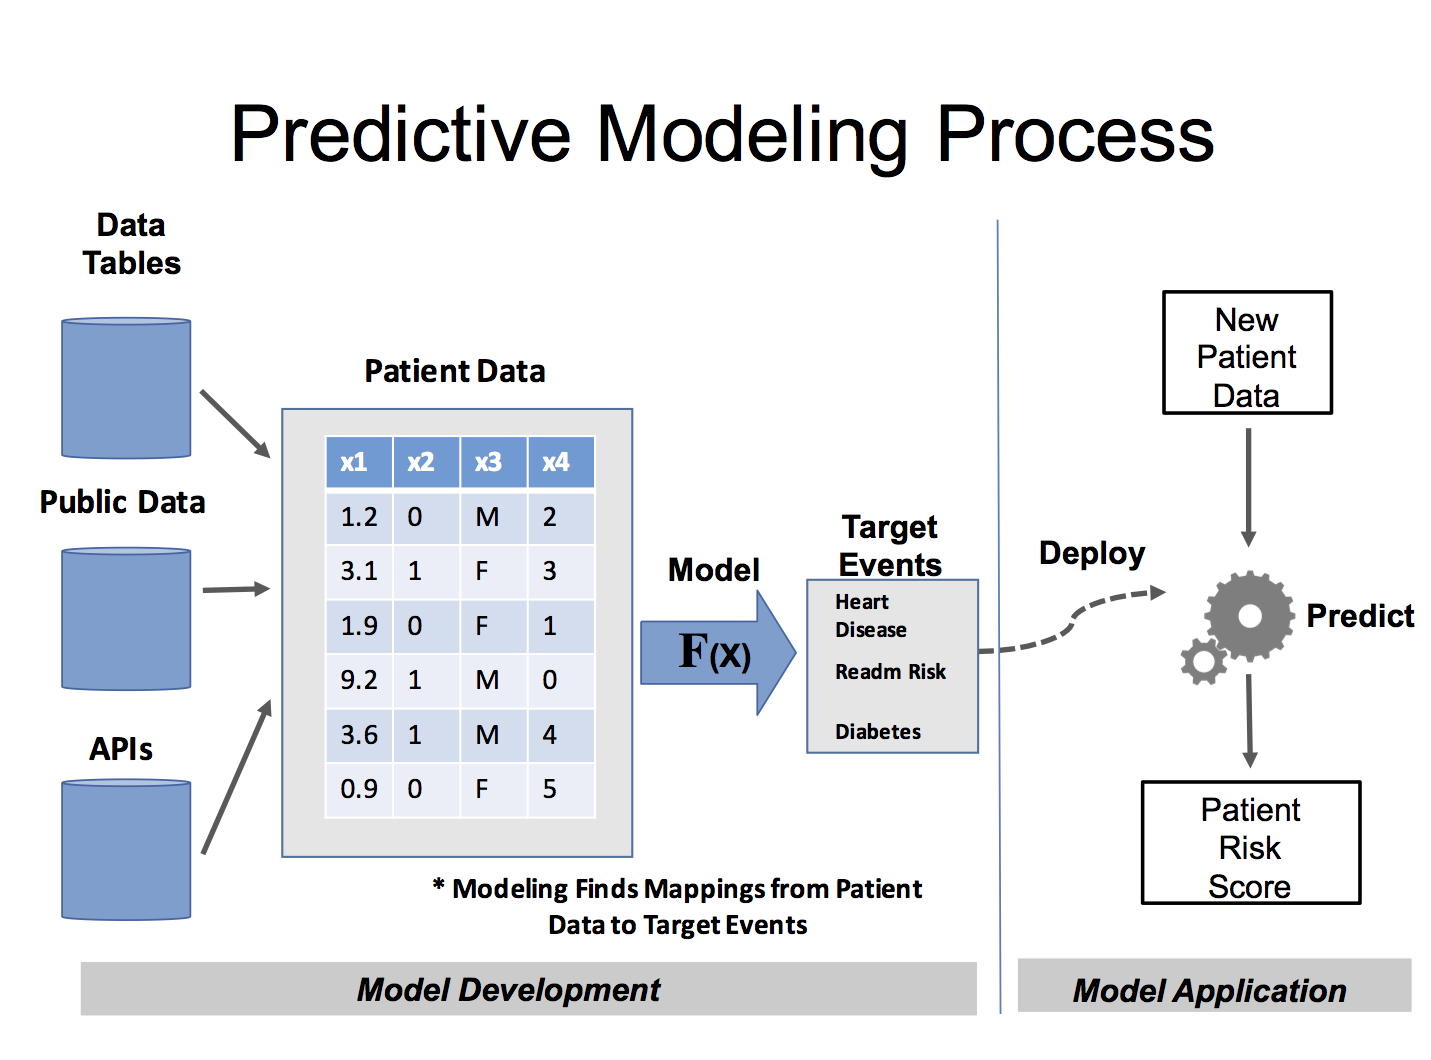 Predictive Modeling Process
Data
Tables
Public Data
APIs
Patient Data
x1 x2 x3 x4
1.2 0 M 2
3.1 1 F 3
1.9 0 F 1
9.2 1 M 0
3.6 1 M 4
0.9 0 F 5
Model
F(X)
Target
Events
Heart
Disease
Readm Risk
Diabetes
* Modeling Finds Mappings from Patient
Data to Target Events
Model Development
Deploy
New
Patient
Data
Predict
Patient
Risk
Score
Model Application